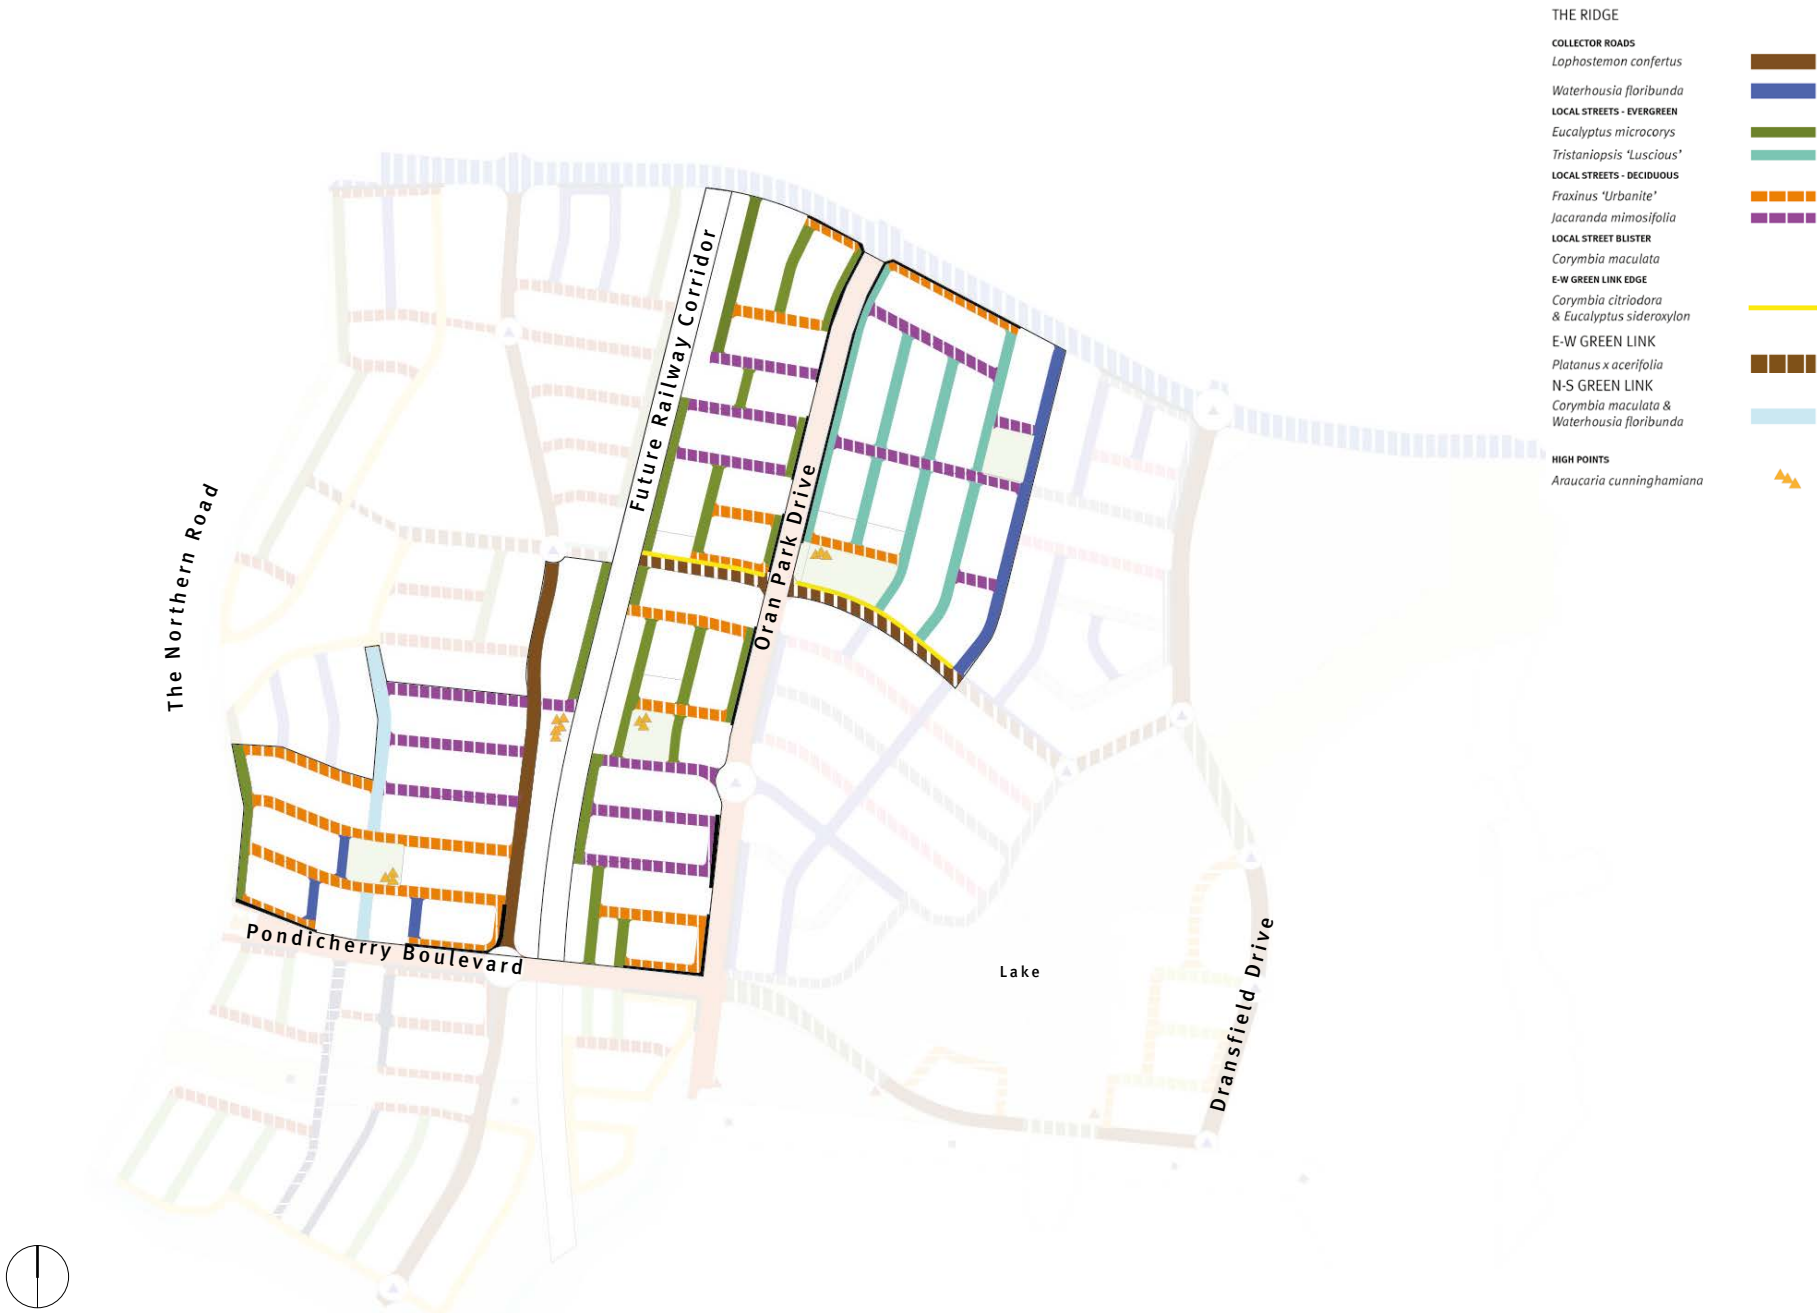 THE RIDGE
COLLECTOR ROADS
Lophostemon confertus
Waterhousia floribunda
LOCAL STREETS - EVERGREEN
Eucalyptus microcorys
Tristaniopsis ‘Luscious’
LOCAL STREETS - DECIDUOUS
Fraxinus ‘Urbanite’
Jacaranda mimosifolia
LOCAL STREET BLISTER
Corymbia maculata
E-W GREEN LINK EDGE
Corymbia citriodora
& Eucalyptus sideroxylon
E-W GREEN LINK
Platanus x acerifolia
N-S GREEN LINK
Corymbia maculata &
Waterhousia floribunda
HIGH POINTS
Araucaria cunninghamiana
Future Railway Corridor
The Northern Road
Oran Park Drive
Pondicherry Boulevard
Lake
Dransfield Drive